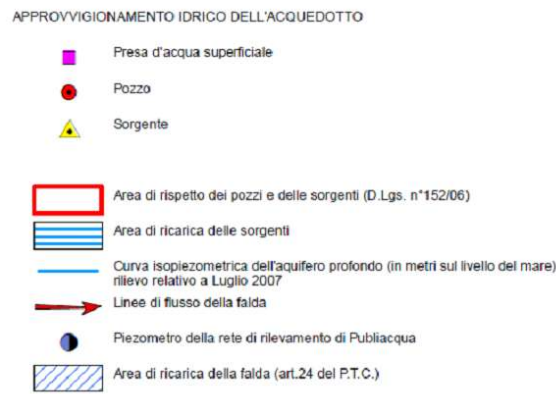 APPROVVIGIONAMENTO IDRICO DELL'ACQUEDOTTO
Presa d'acqua superficiale
Pozzo
Sorgente
Area di rispetto dei pozzi e delle sorgenti (D.Lgs. n°152/06)
Area di ricarica delle sorgenti
Curva isopiezometrica dell'aquifero profondo (in metri sul livello del mare)
rilievo relativo a Luglio 2007
Linee di flusso della falda
Piezometro della rete di rilevamento di Publiacqua
Area di ricarica della falda (art.24 del P.T.C.)